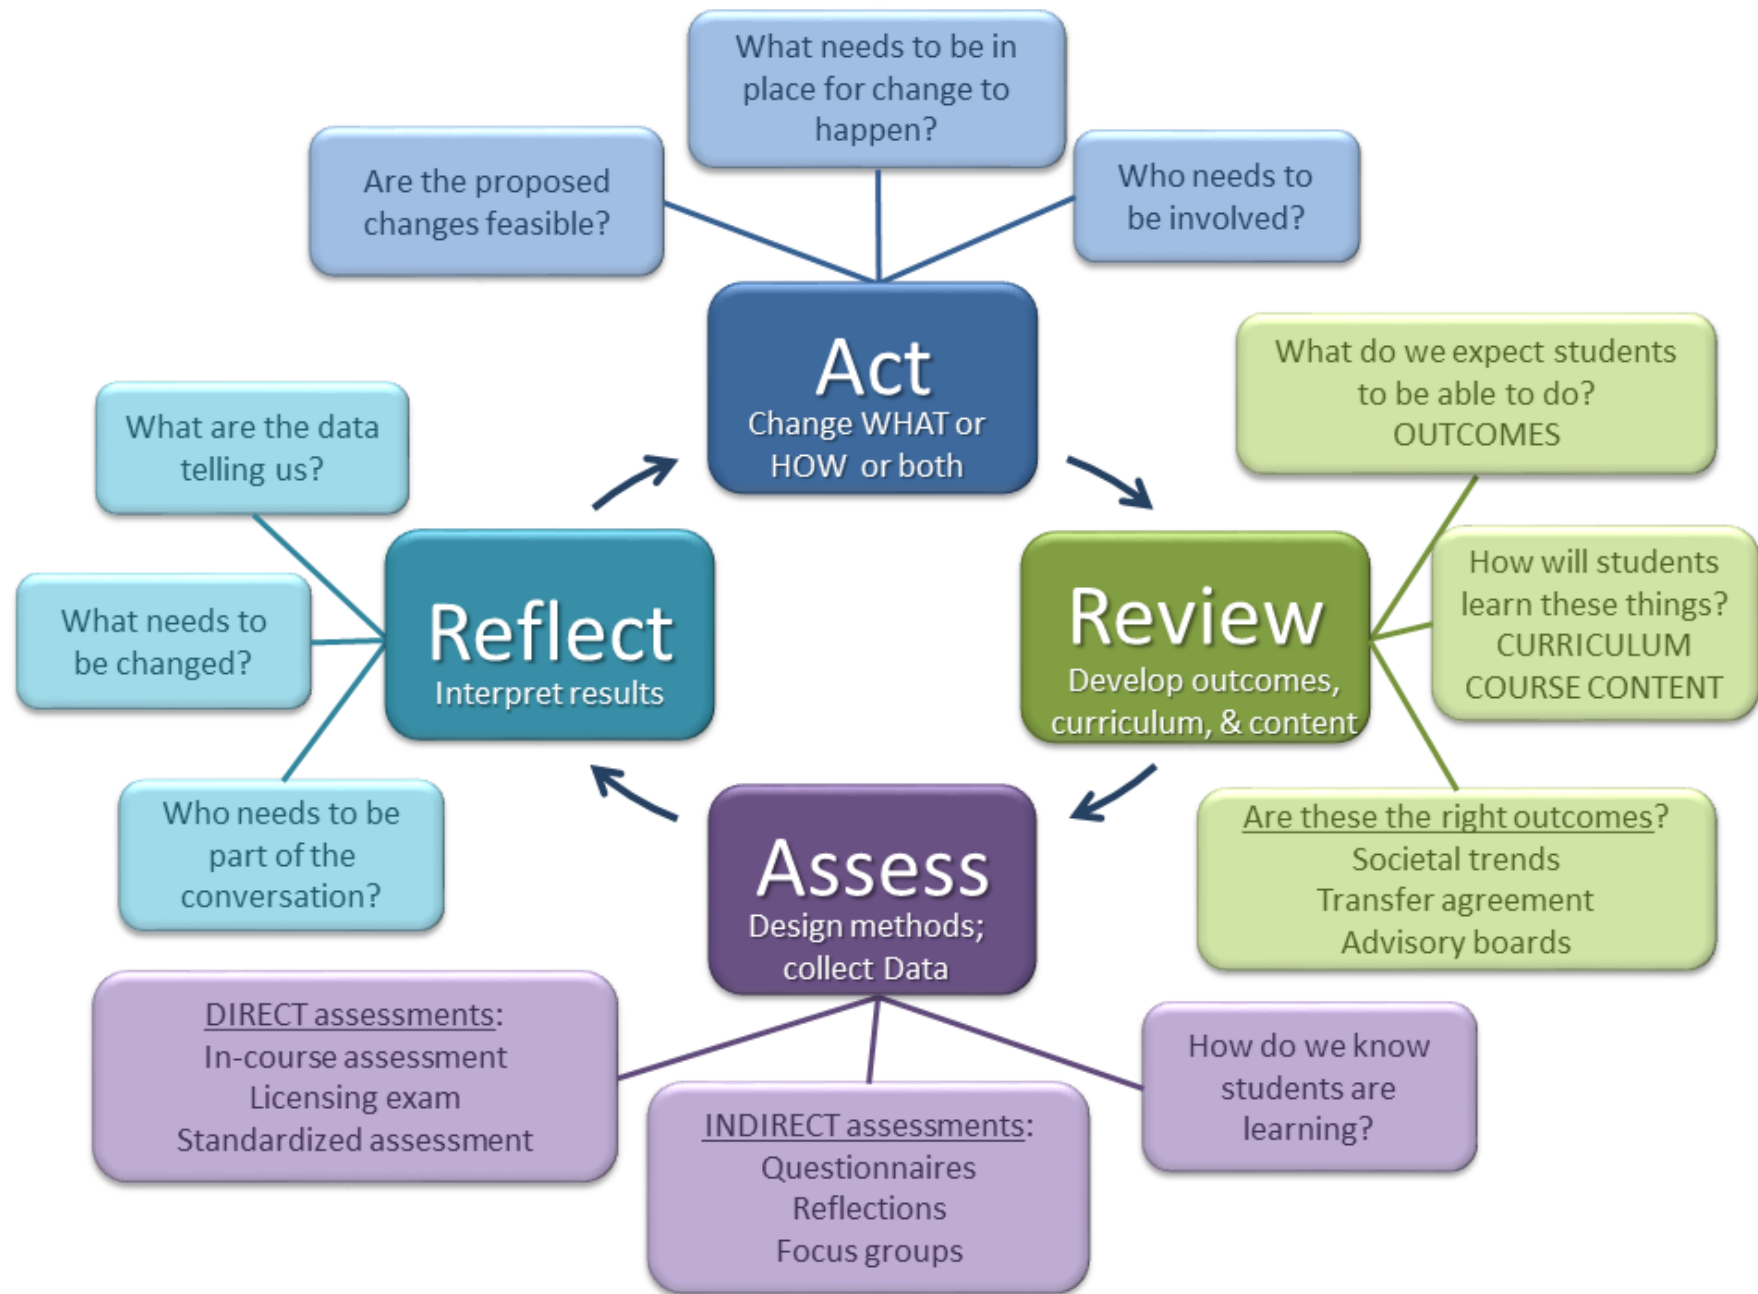 What needs to be in
place for change to
happen?
Are the proposed
changes feasible?
Who needs to
be involved?
Act
Change WHAT or
HOW or both
What do we expect students
to be able to do?
OUTCOMES
How will students
learn these things?
CURRICULUM
COURSE CONTENT
Review
Develop outcomes,
curriculum, & content
Are these the right outcomes?
Societal trends
Transfer agreement
Advisory boards
Assess
Design methods;
collect Data
How do we know
students are
learning?
INDIRECT assessments:
Questionnaires
Reflections
Focus groups
DIRECT assessments:
In-course assessment
Licensing exam
Standardized assessment
Reflect
Interpret results
What are the data
telling us?
What needs to
be changed?
Who needs to be
part of the
conversation?